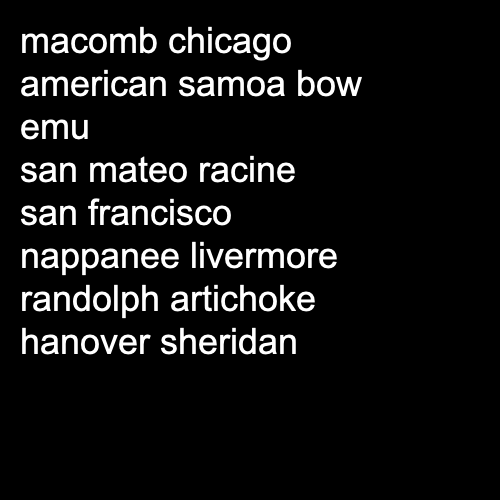 macomb chicago
american samoa bow
emu
san mateo racine
san francisco
nappanee livermore
randolph artichoke
hanover sheridan